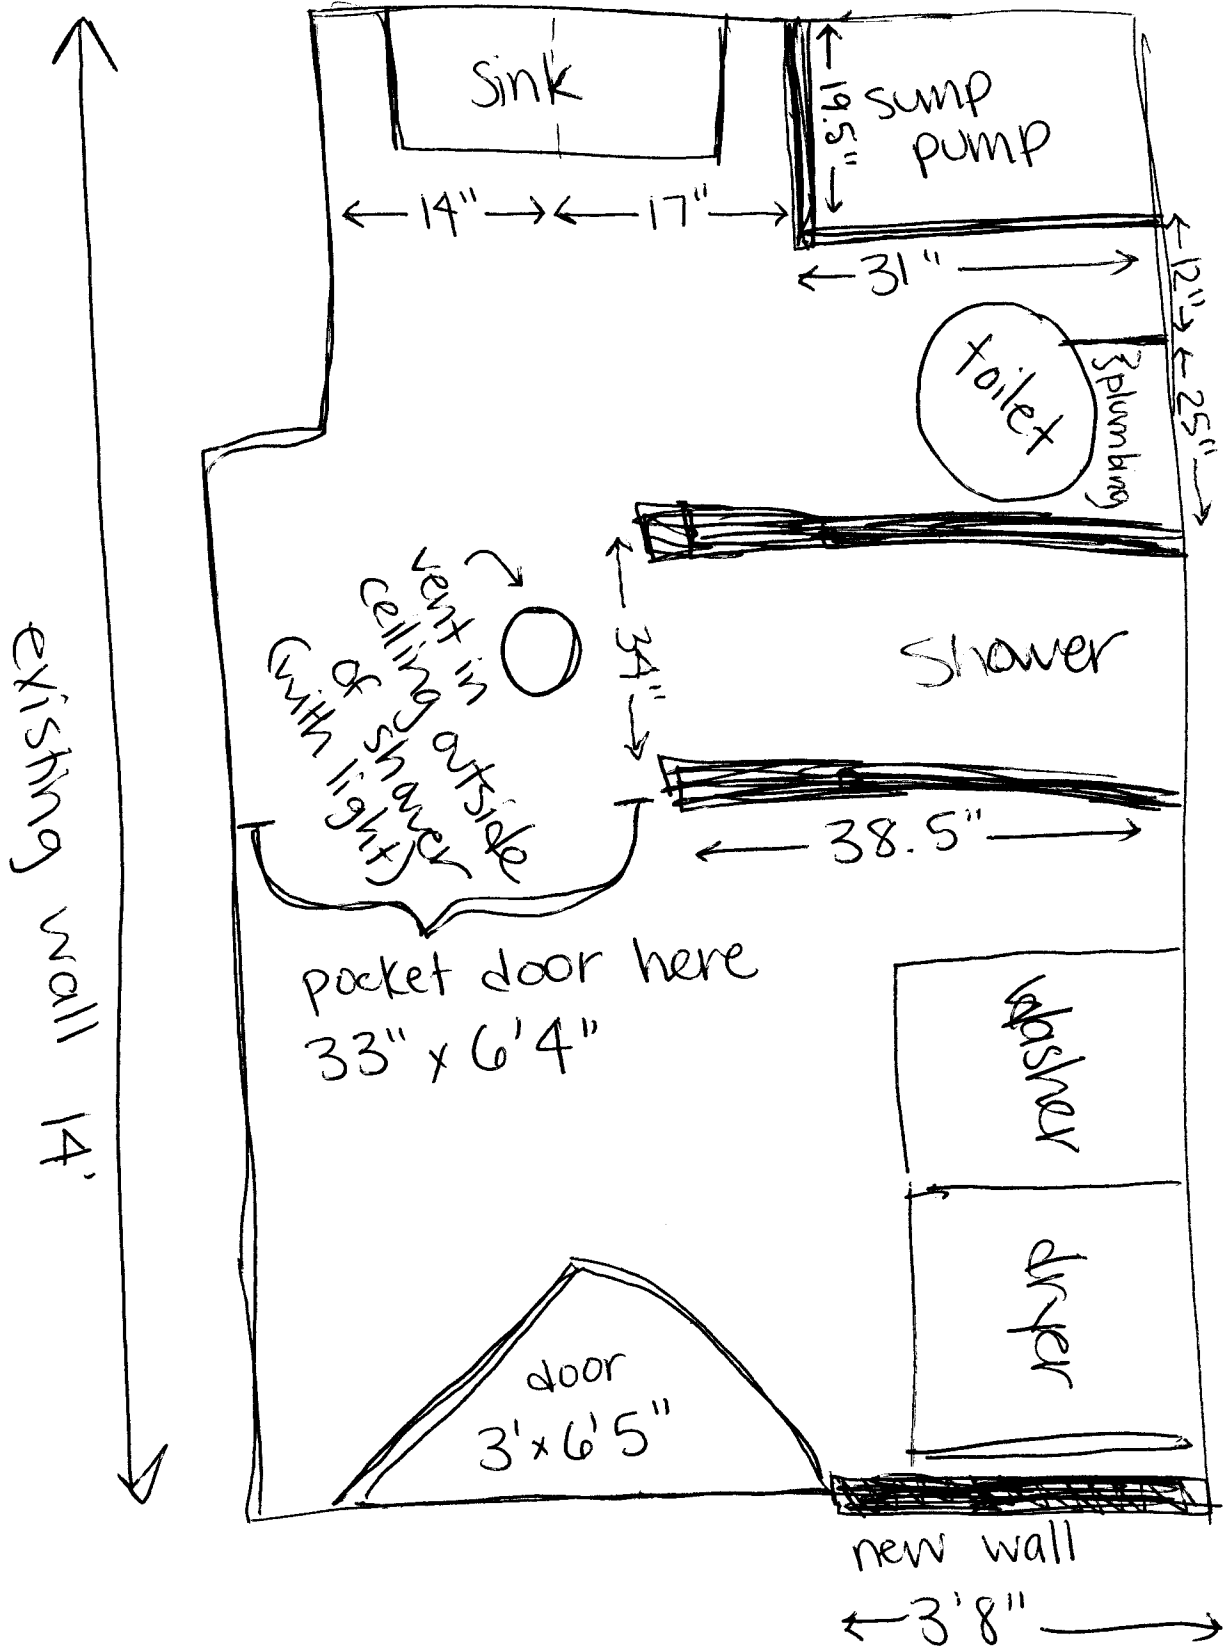 sink
19.5"
sump
pump
14"
17"
31"
12"
toilet
plumbing
25"
vent in
ceiling outside
of shower
(with light)
34"
shower
38.5"
existing wall 14'
pocket door here
33" x 6'4"
washer
dryer
door
3' x 6'5"
new wall
3'8"